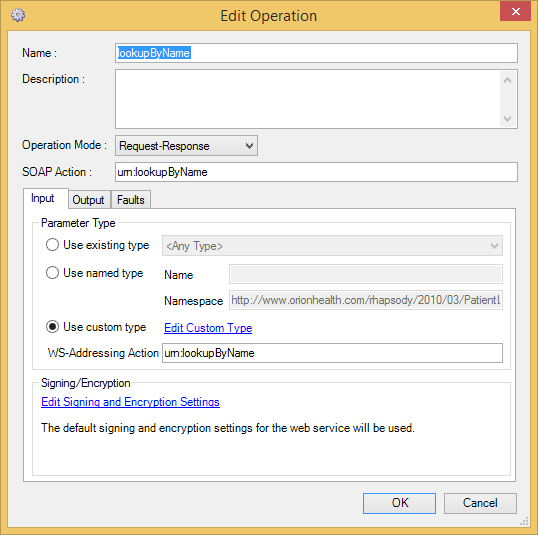 Edit Operation
Name :
lookupByName
Description :
Operation Mode :
Request-Response
SOAP Action :
urn:lookupByName
Input
Output
Faults
Parameter Type
Use existing type
<Any Type>
Use named type
Name
Namespace
http://www.orionhealth.com/rhapsody/2010/03/Patient
Use custom type
Edit Custom Type
WS-Addressing Action
urn:lookupByName
Signing/Encryption
Edit Signing and Encryption Settings
The default signing and encryption settings for the web service will be used.
OK
Cancel